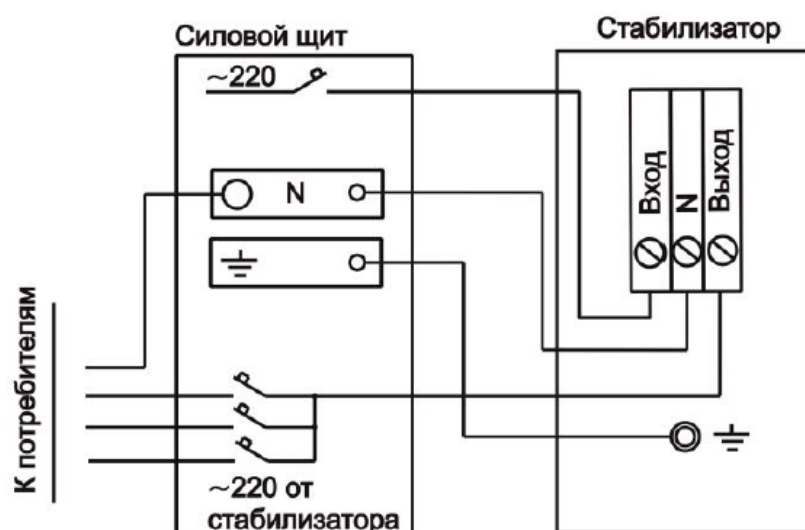 Силовой щит
Стабилизатор
~220
Вход
N
Выход
N
К потребителям
~220 от
стабилизатора